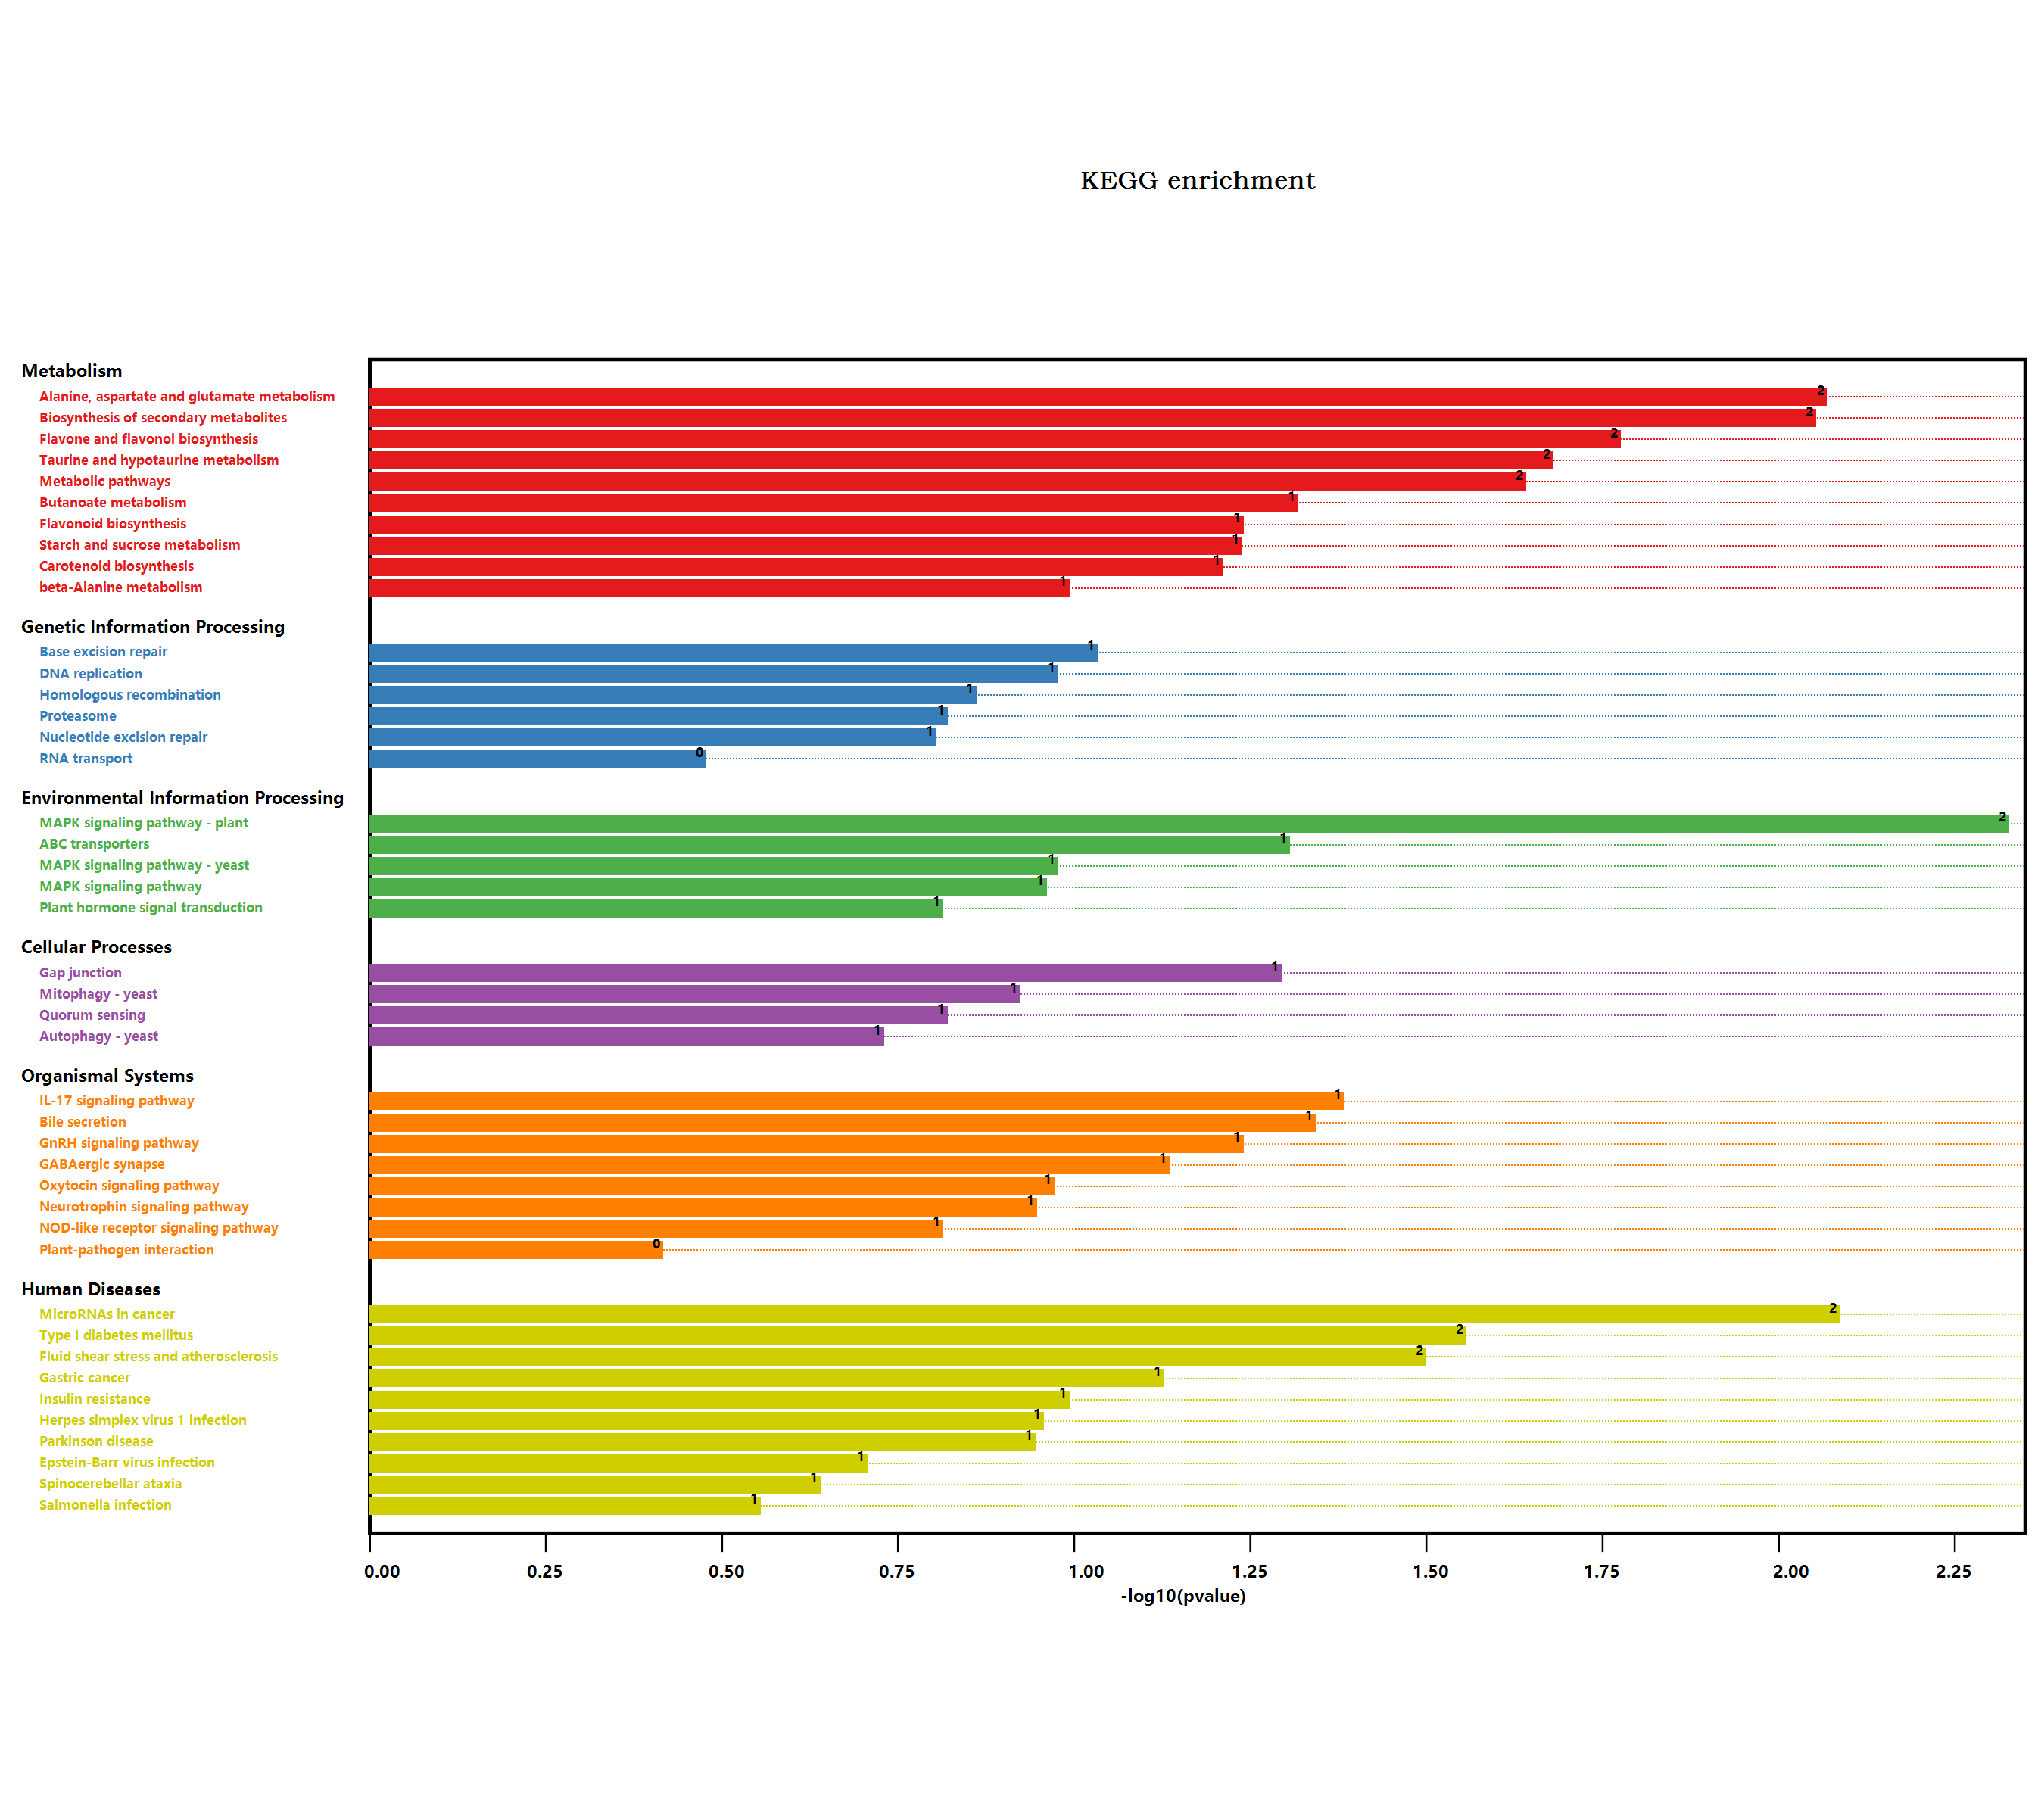 KEGG enrichment
Metabolism
Alanine, aspartate and glutamate metabolism 2
Biosynthesis of secondary metabolites 2
Flavone and flavonol biosynthesis 2
Taurine and hypotaurine metabolism 2
Metabolic pathways 2
Butanoate metabolism 1
Flavonoid biosynthesis 1
Starch and sucrose metabolism 1
Carotenoid biosynthesis 1
beta-Alanine metabolism 1
Genetic Information Processing
Base excision repair 1
DNA replication 1
Homologous recombination 1
Proteasome 1
Nucleotide excision repair 1
RNA transport 0
Environmental Information Processing
MAPK signaling pathway - plant 2
ABC transporters 1
MAPK signaling pathway - yeast 1
MAPK signaling pathway 1
Plant hormone signal transduction 1
Cellular Processes
Gap junction 1
Mitophagy - yeast 1
Quorum sensing 1
Autophagy - yeast 1
Organismal Systems
IL-17 signaling pathway 1
Bile secretion 1
GnRH signaling pathway 1
GABAergic synapse 1
Oxytocin signaling pathway 1
Neurotrophin signaling pathway 1
NOD-like receptor signaling pathway 1
Plant-pathogen interaction 0
Human Diseases
MicroRNAs in cancer 2
Type I diabetes mellitus 2
Fluid shear stress and atherosclerosis 2
Gastric cancer 1
Insulin resistance 1
Herpes simplex virus 1 infection 1
Parkinson disease 1
Epstein-Barr virus infection 1
Spinocerebellar ataxia 1
Salmonella infection 1
0.00 0.25 0.50 0.75 1.00 1.25 1.50 1.75 2.00 2.25
-log10(pvalue)